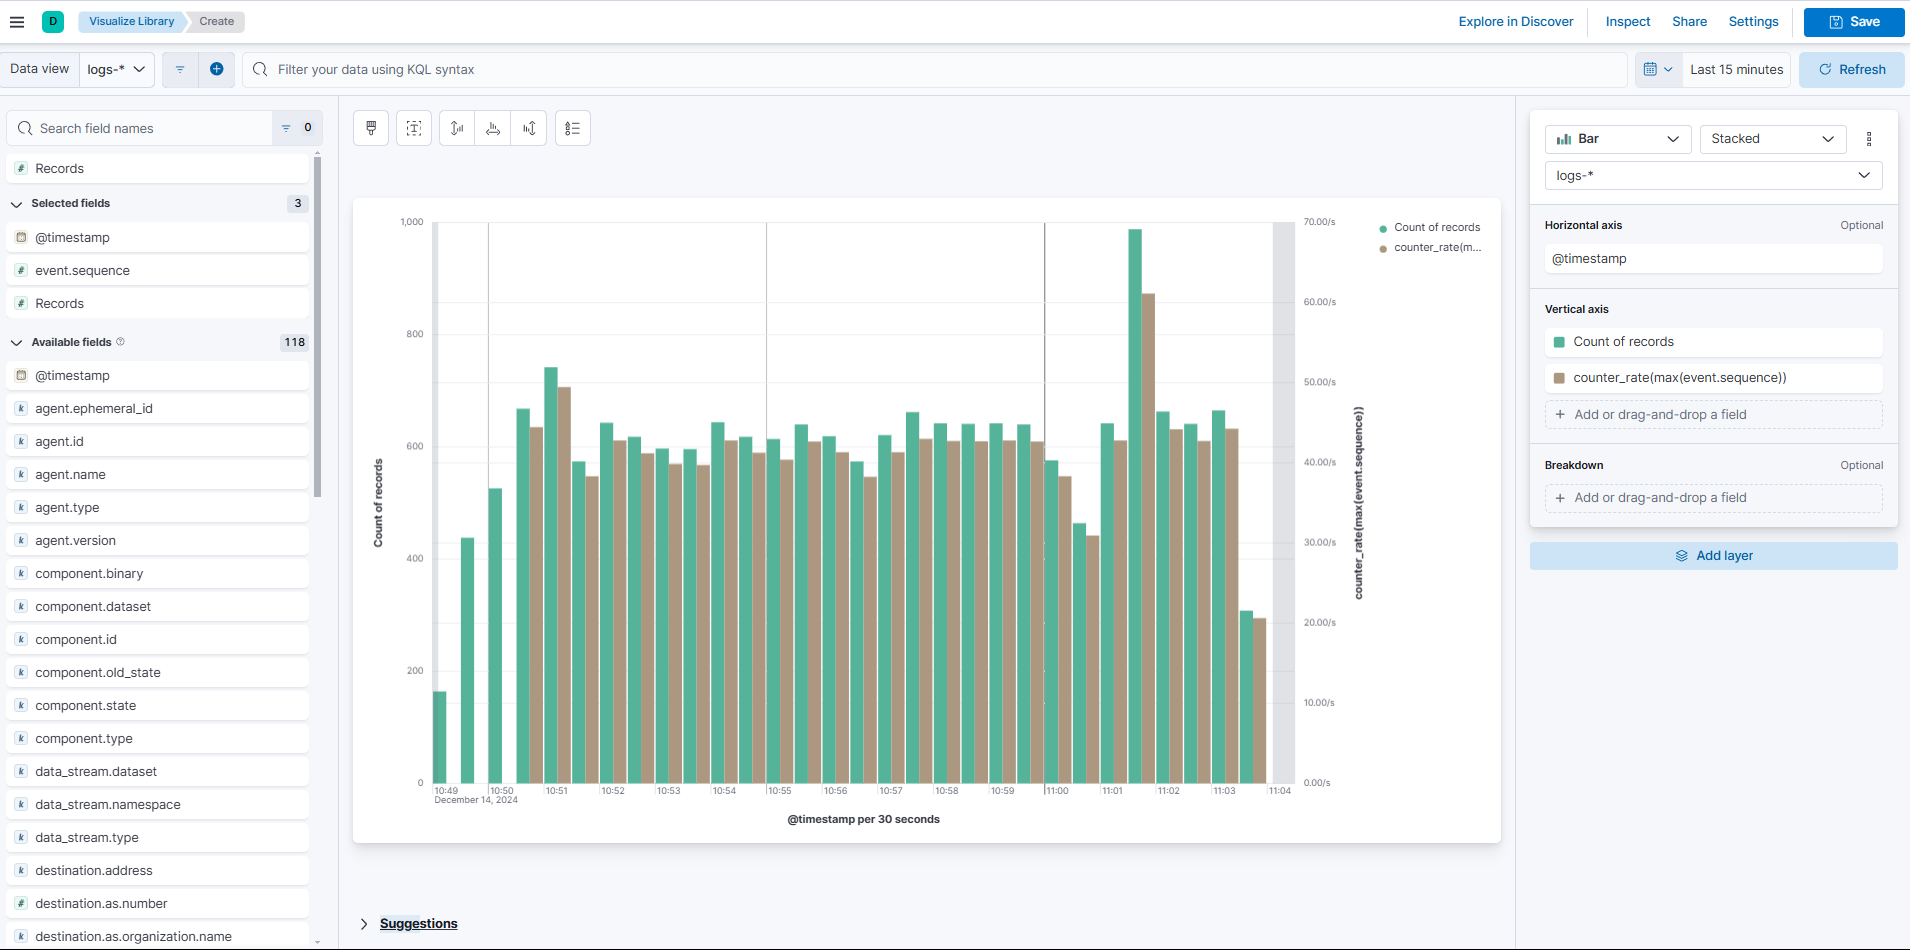 D
Visualize Library
Create
Explore in Discover
Inspect
Share
Settings
Save
Data view
logs-*
Filter your data using KQL syntax
Last 15 minutes
Refresh
Search field names
0
# Records
Selected fields
3
@timestamp
# event.sequence
# Records
Available fields
118
@timestamp
k agent.ephemeral_id
k agent.id
k agent.name
k agent.type
k agent.version
k component.binary
k component.dataset
k component.id
k component.old_state
k component.state
k component.type
k data_stream.dataset
k data_stream.namespace
k data_stream.type
k destination.address
# destination.as.number
k destination.as.organization.name
Count of records
1,000
800
600
400
200
0
10:49
10:50
10:51
10:52
10:53
10:54
10:55
10:56
10:57
10:58
10:59
11:00
11:01
11:02
11:03
11:04
December 14, 2024
@timestamp per 30 seconds
70.00/s
60.00/s
50.00/s
40.00/s
30.00/s
20.00/s
10.00/s
0.00/s
counter_rate(max(event.sequence))
Count of records
counter_rate(m...
Suggestions
Bar
Stacked
logs-*
Horizontal axis
Optional
@timestamp
Vertical axis
Count of records
counter_rate(max(event.sequence))
+ Add or drag-and-drop a field
Breakdown
Optional
+ Add or drag-and-drop a field
Add layer